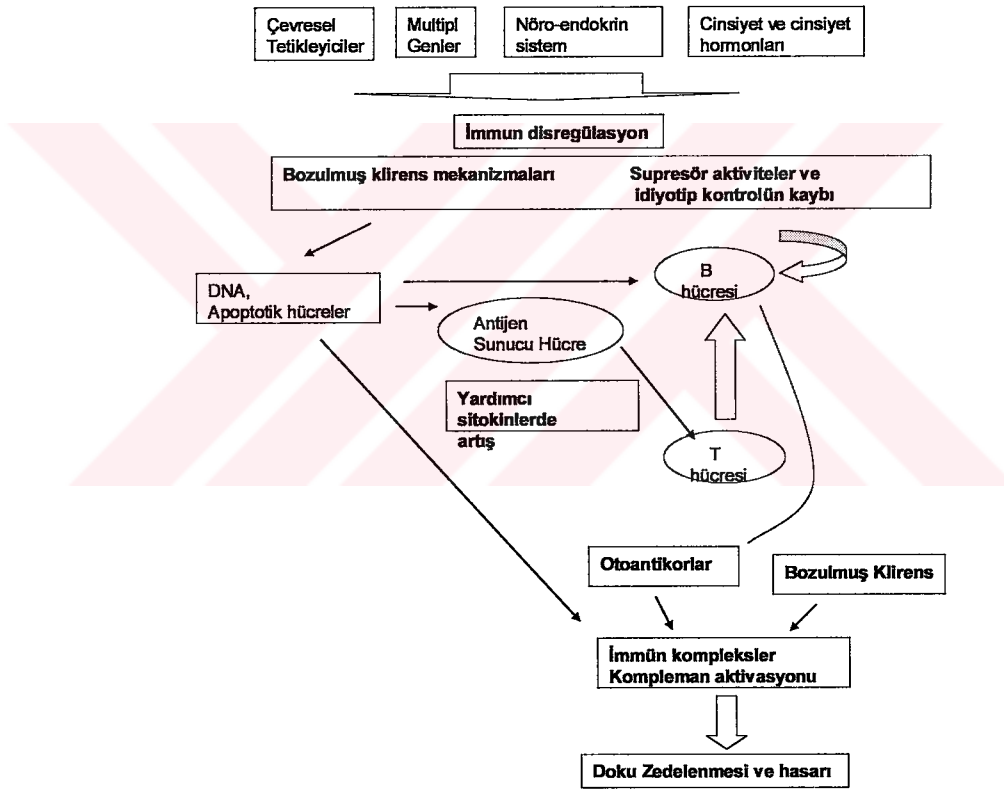 Çevresel
Tetikleyiciler
Multipl
Genler
Nöro-endokrin
sistem
Cinsiyet ve cinsiyet
hormonları
İmmun disregülasyon
Bozulmuş klirens mekanizmaları
Supresör aktiviteler ve
idiyotip kontrolün kaybı
DNA,
Apoptotik hücreler
B
hücresi
Antijen
Sunucu Hücre
Yardımcı
sitokinlerde
artış
T
hücresi
Otoantikorlar
Bozulmuş Klirens
İmmün kompleksler
Kompleman aktivasyonu
Doku Zedelenmesi ve hasarı